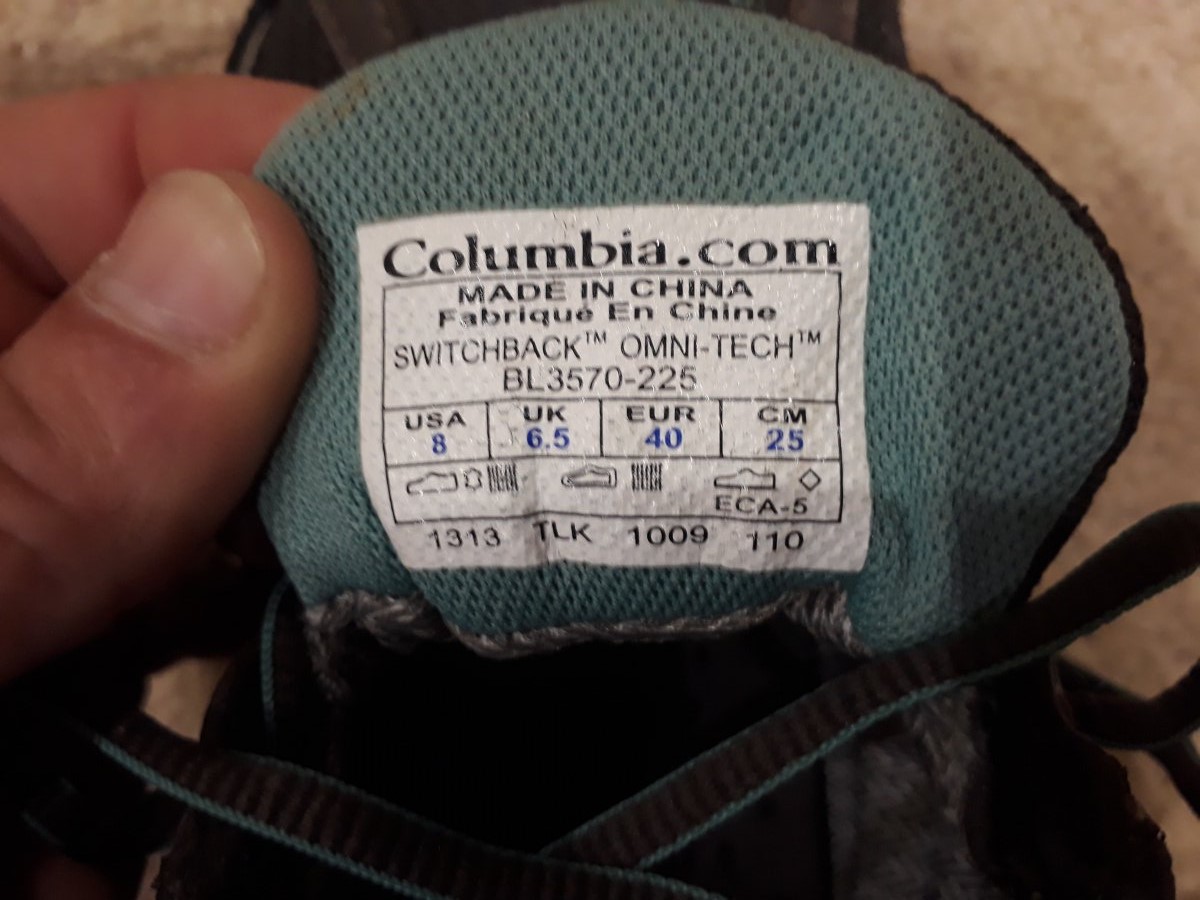 Columbia.com
MADE IN CHINA
Fabriqué En Chine
SWITCHBACK™ OMNI-TECH™
BL3570-225
USA UK EUR CM
8 6.5 40 25
ECA-5
1313 TLK 1009 110